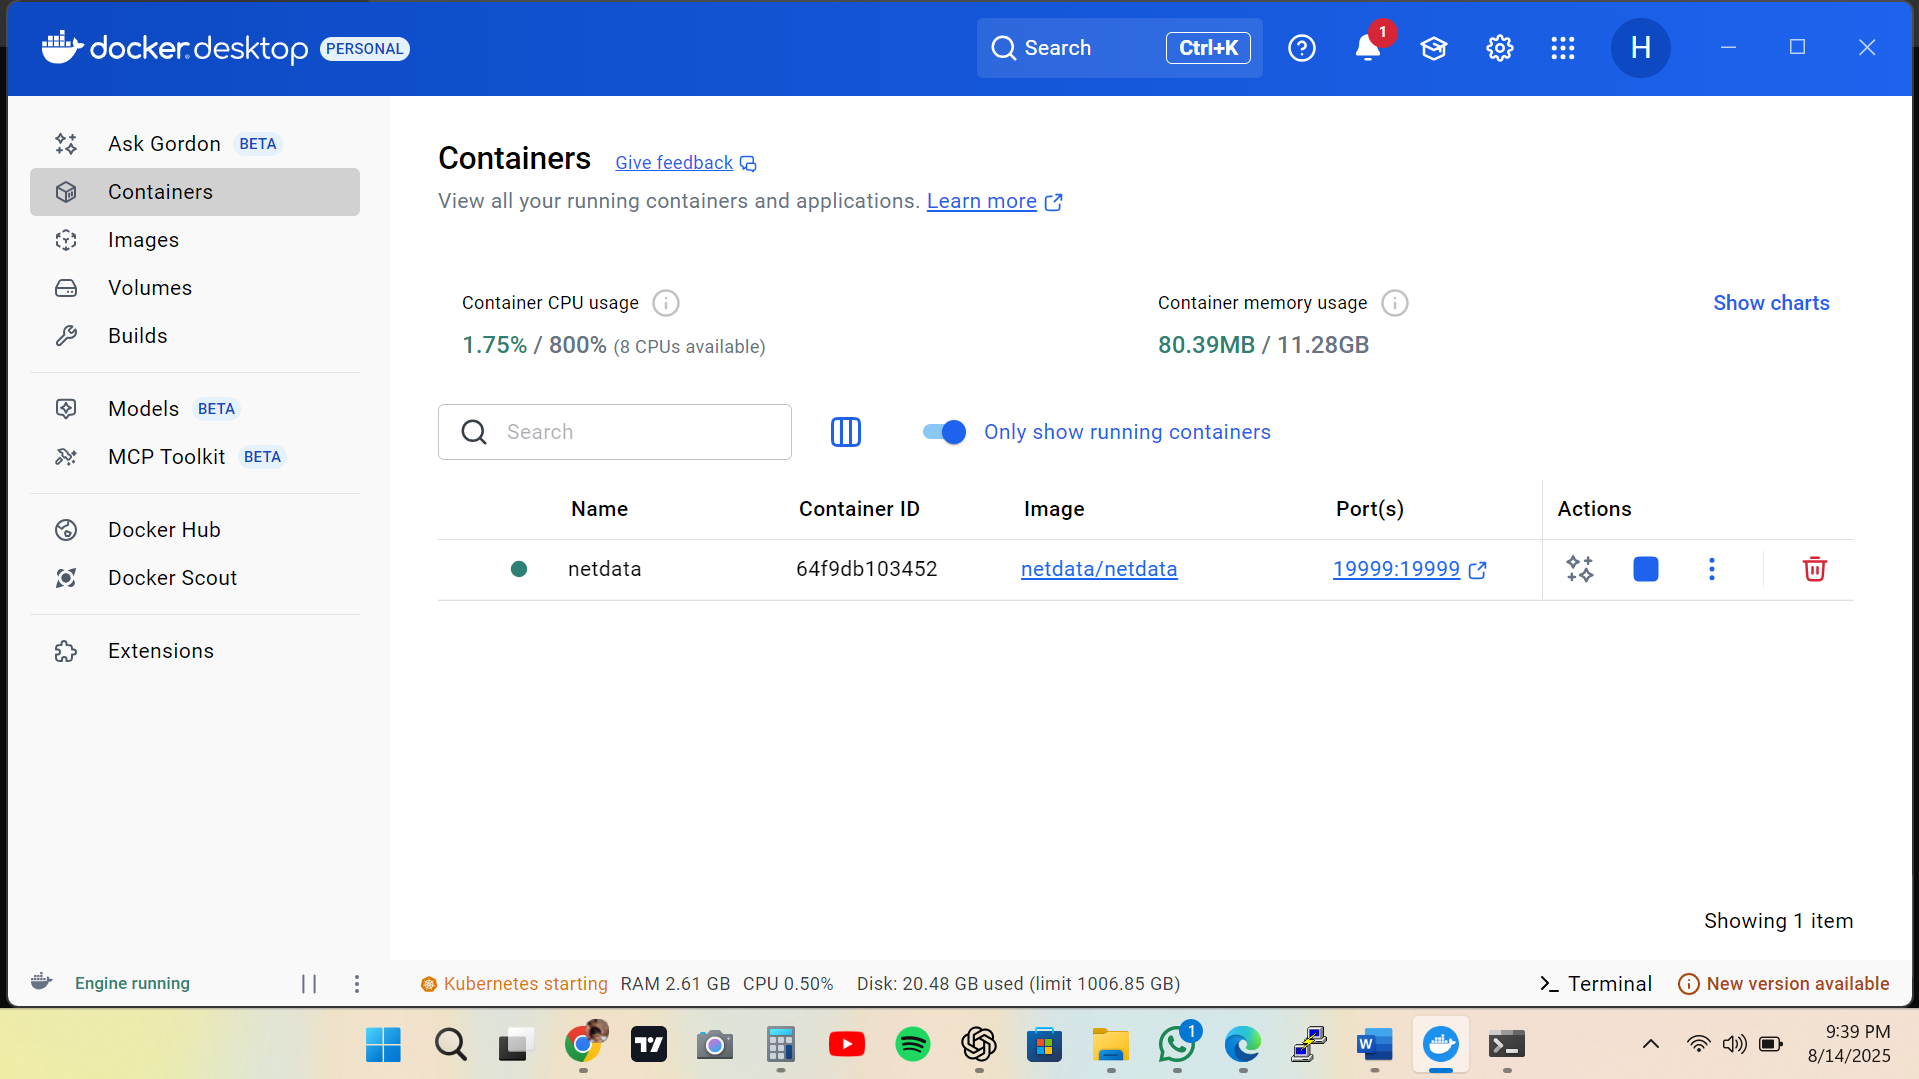 docker.desktop PERSONAL
Search Ctrl+K
1
H
Ask Gordon BETA
Containers
Images
Volumes
Builds
Models BETA
MCP Toolkit BETA
Docker Hub
Docker Scout
Extensions
Containers Give feedback
View all your running containers and applications. Learn more
Container CPU usage
1.75% / 800% (8 CPUs available)
Container memory usage
80.39MB / 11.28GB
Show charts
Search
Only show running containers
Name Container ID Image Port(s) Actions
netdata 64f9db103452 netdata/netdata 19999:19999
Showing 1 item
Engine running
Kubernetes starting RAM 2.61 GB CPU 0.50% Disk: 20.48 GB used (limit 1006.85 GB)
Terminal
New version available
1
W
9:39 PM
8/14/2025